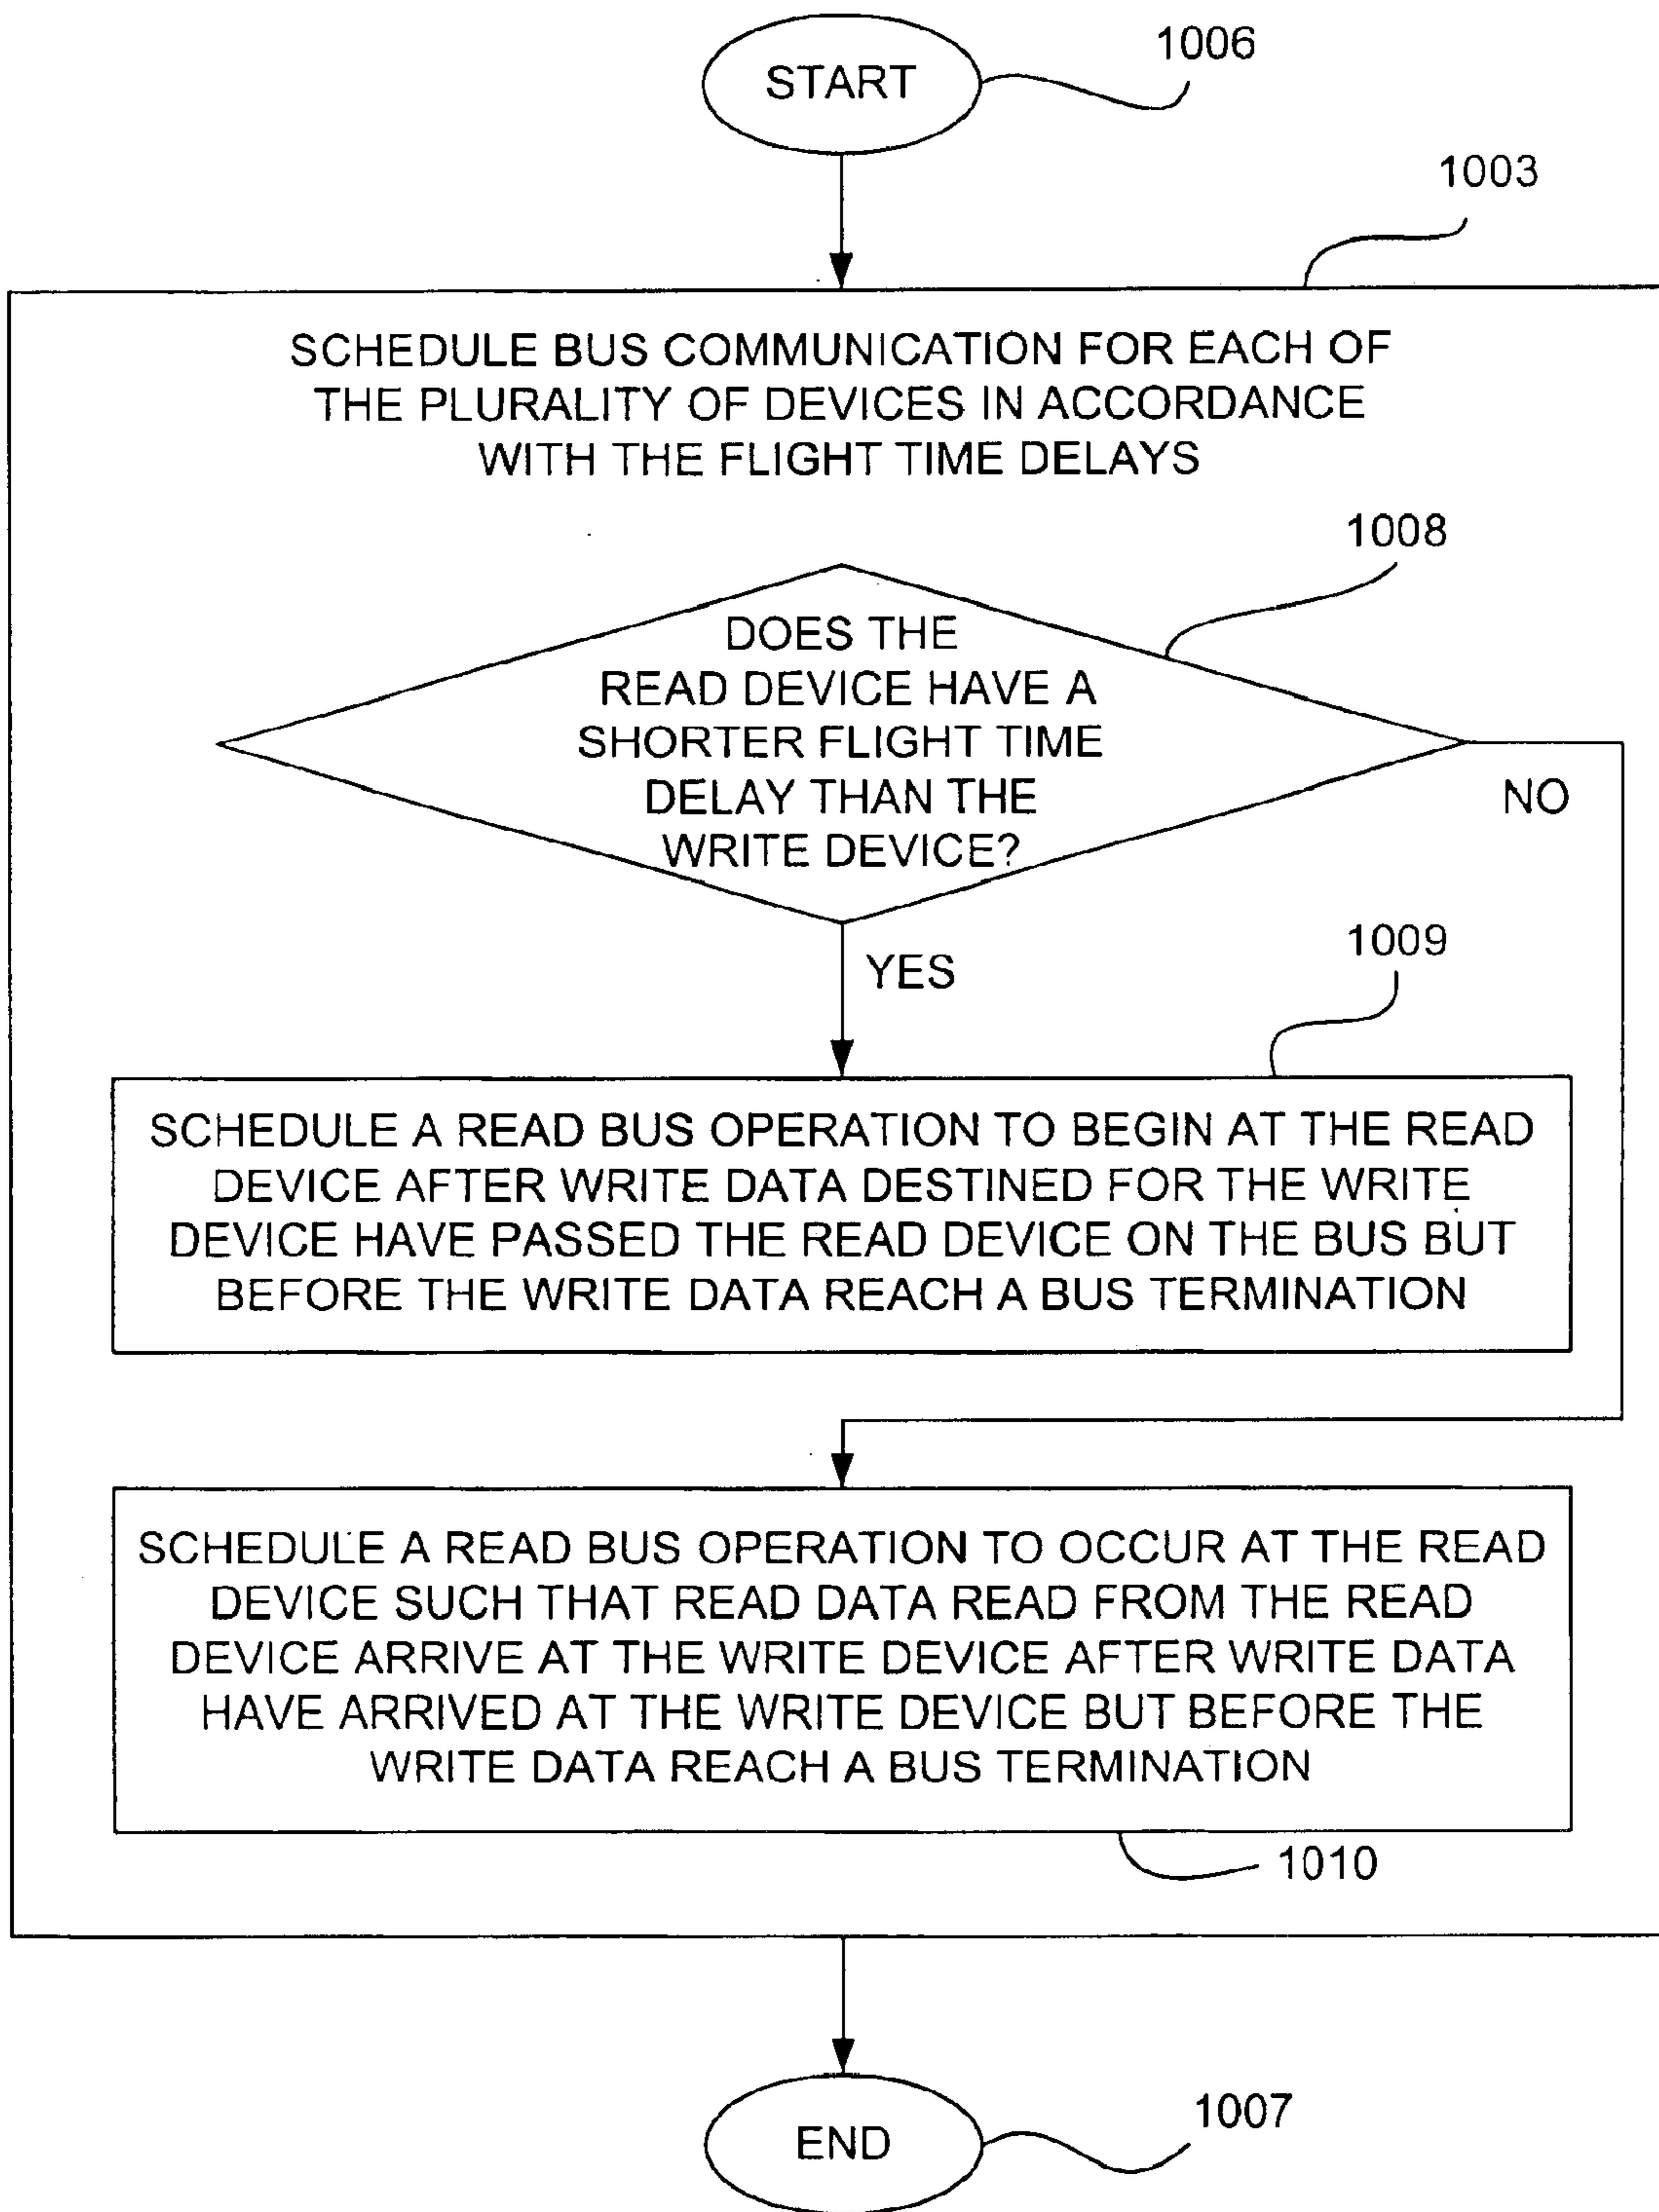 START
1006
1003
SCHEDULE BUS COMMUNICATION FOR EACH OF
THE PLURALITY OF DEVICES IN ACCORDANCE
WITH THE FLIGHT TIME DELAYS
1008
DOES THE
READ DEVICE HAVE A
SHORTER FLIGHT TIME
DELAY THAN THE
WRITE DEVICE?
NO
YES
1009
SCHEDULE A READ BUS OPERATION TO BEGIN AT THE READ
DEVICE AFTER WRITE DATA DESTINED FOR THE WRITE
DEVICE HAVE PASSED THE READ DEVICE ON THE BUS BUT
BEFORE THE WRITE DATA REACH A BUS TERMINATION
SCHEDULE A READ BUS OPERATION TO OCCUR AT THE READ
DEVICE SUCH THAT READ DATA READ FROM THE READ
DEVICE ARRIVE AT THE WRITE DEVICE AFTER WRITE DATA
HAVE ARRIVED AT THE WRITE DEVICE BUT BEFORE THE
WRITE DATA REACH A BUS TERMINATION
1010
END
1007